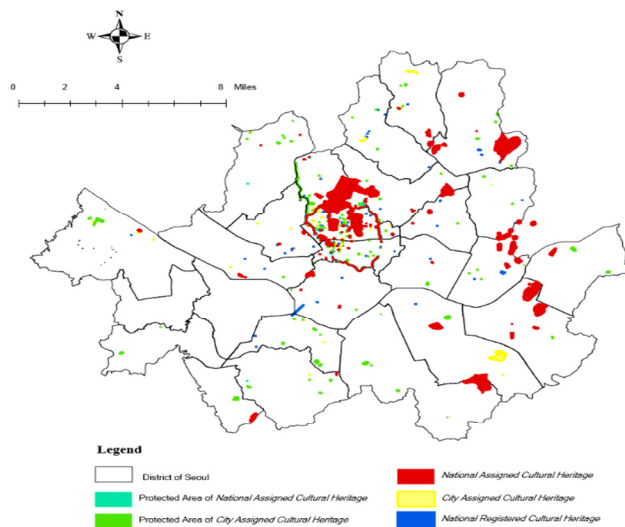 N
W E
S
0 2 4 8 Miles
Legend
District of Seoul
Protected Area of National Assigned Cultural Heritage
Protected Area of City Assigned Cultural Heritage
National Assigned Cultural Heritage
City Assigned Cultural Heritage
National Registered Cultural Heritage